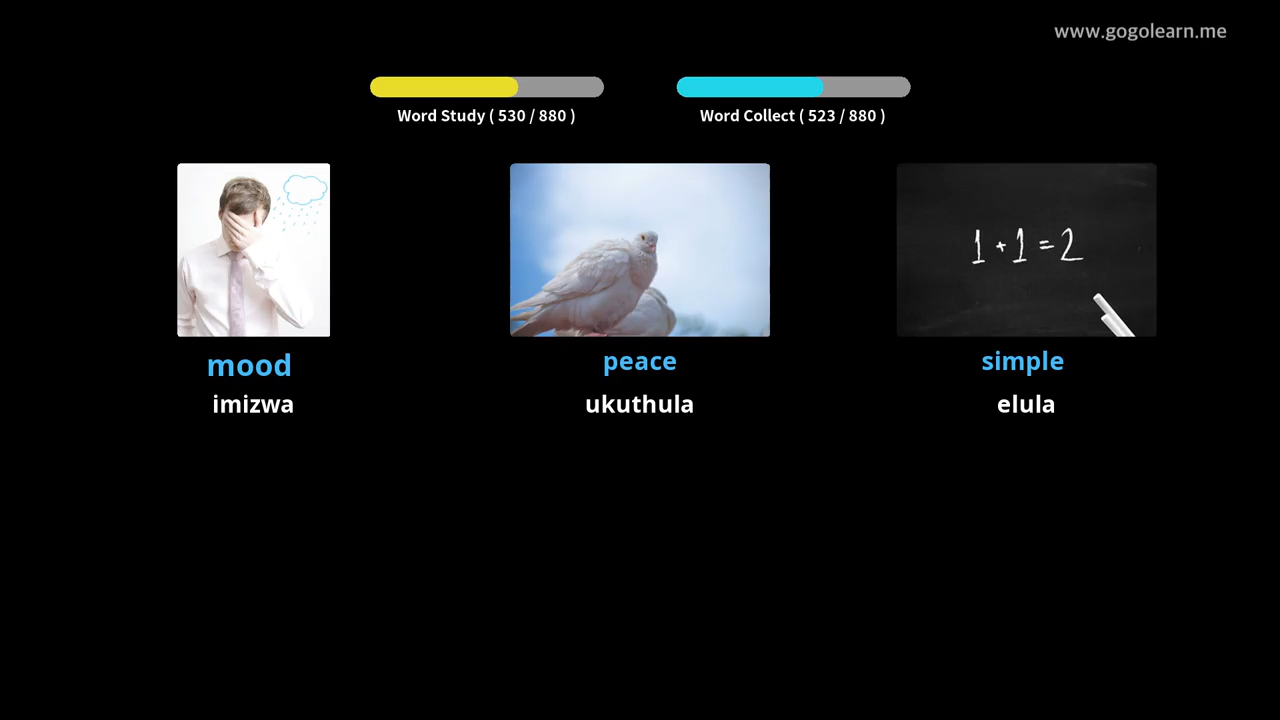 www.gogolearn.me
Word Study ( 530 / 880 )
Word Collect ( 523 / 880 )
1 + 1 = 2
mood
peace
simple
imizwa
ukuthula
elula